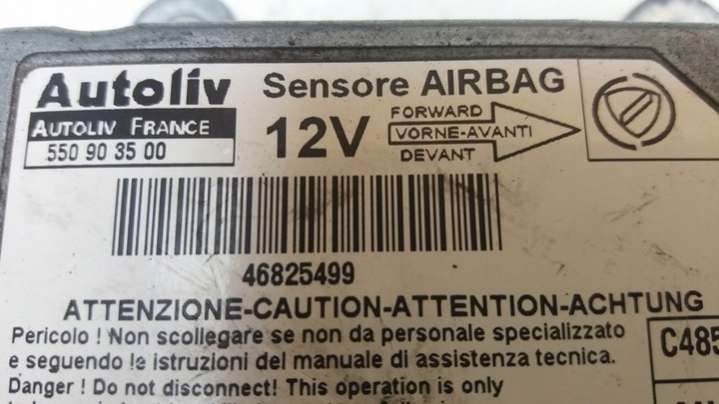 Autoliv
Sensore AIRBAG
AUTOLIV FRANCE
550 90 35 00
12V
FORWARD
VORNE-AVANTI
DEVANT
46825499
ATTENZIONE-CAUTION-ATTENTION-ACHTUNG
Pericolo ! Non scollegare se non da personale specializzato
e seguendo le istruzioni del manuale di assistenza tecnica.
C485
Danger ! Do not disconnect! This operation is only